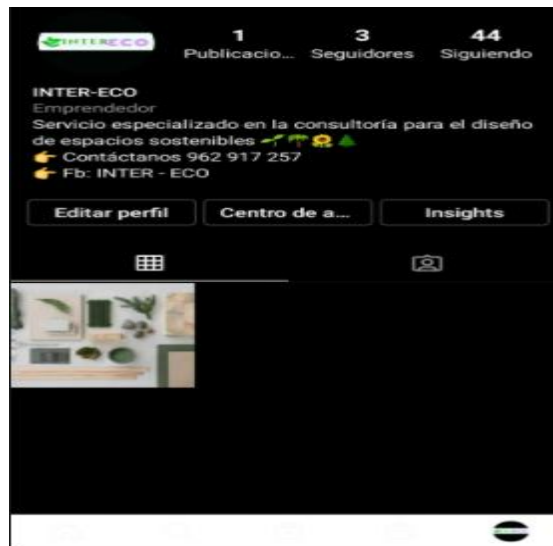 INTERECO
1 3 44
Publicacio... Seguidores Siguiendo
INTER-ECO
Emprendedor
Servicio especializado en la consultoría para el diseño
de espacios sostenibles 🌱🌴🌻🌲
👉 Contáctanos 962 917 257
👉 Fb: INTER - ECO
Editar perfil Centro de a... Insights